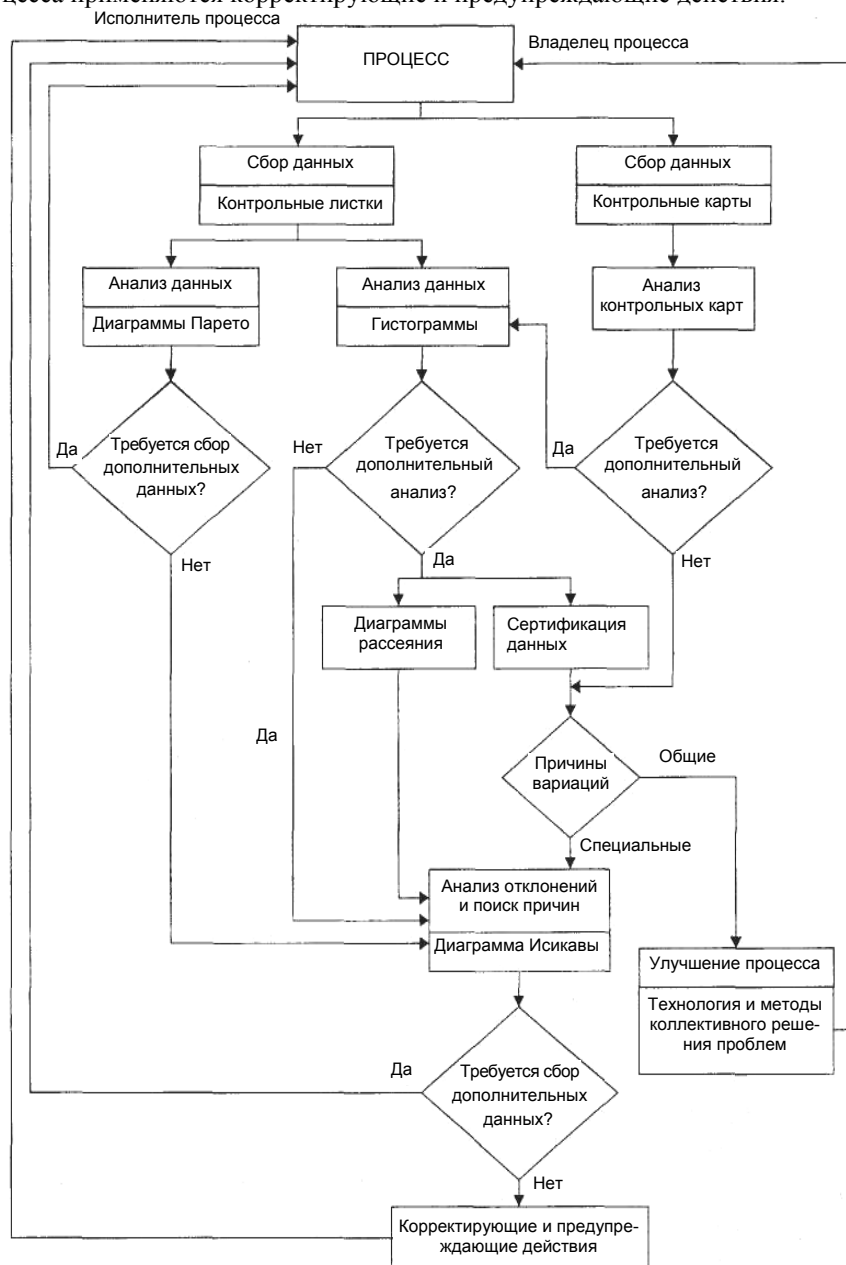 цесса применяются корректирующие и предупреждающие действия.
Исполнитель процесса
Владелец процесса
ПРОЦЕСС
Сбор данных
Контрольные листки
Сбор данных
Контрольные карты
Анализ данных
Диаграммы Парето
Анализ данных
Гистограммы
Анализ
контрольных карт
Да
Требуется сбор
дополнительных
данных?
Нет
Нет
Требуется
дополнительный
анализ?
Да
Да
Требуется
дополнительный
анализ?
Нет
Диаграммы
рассеяния
Сертификация
данных
Да
Причины
вариаций
Общие
Специальные
Анализ отклонений
и поиск причин
Диаграмма Исикавы
Улучшение процесса
Технология и методы
коллективного реше-
ния проблем
Да
Требуется сбор
дополнительных
данных?
Нет
Корректирующие и предупре-
ждающие действия